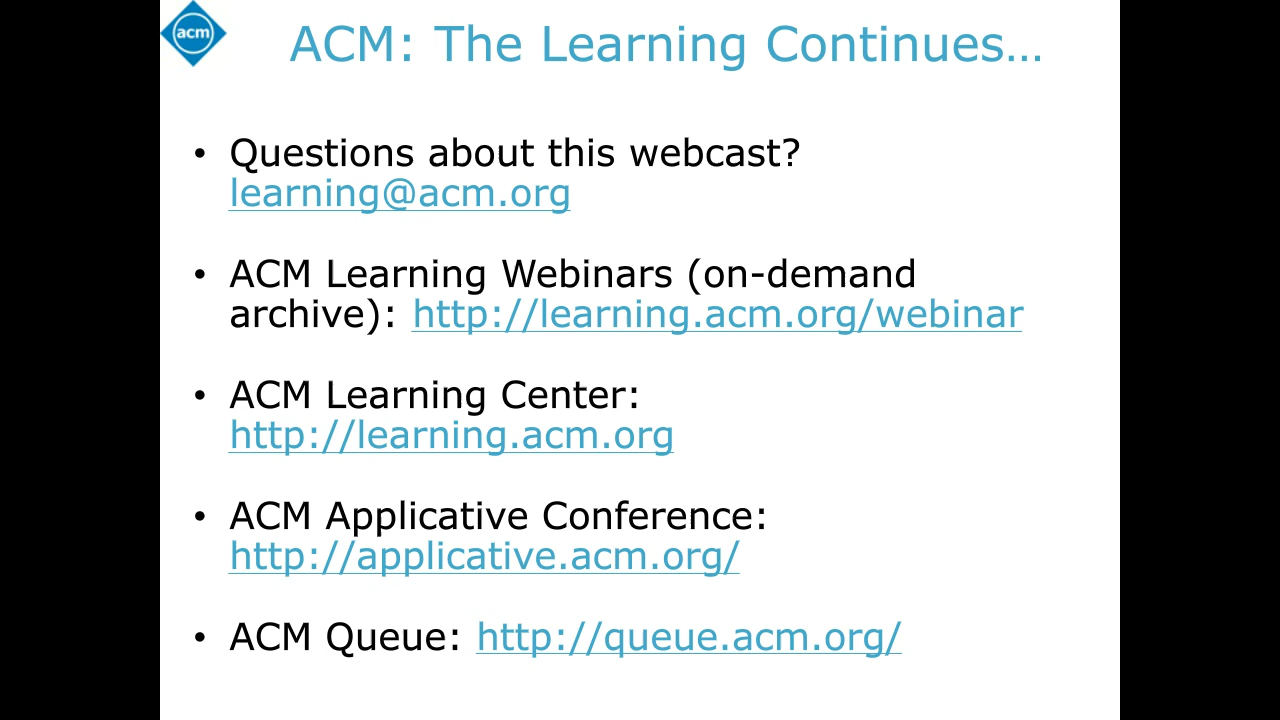 acm
ACM: The Learning Continues…
• Questions about this webcast?
learning@acm.org
• ACM Learning Webinars (on-demand
archive): http://learning.acm.org/webinar
• ACM Learning Center:
http://learning.acm.org
• ACM Applicative Conference:
http://applicative.acm.org/
• ACM Queue: http://queue.acm.org/